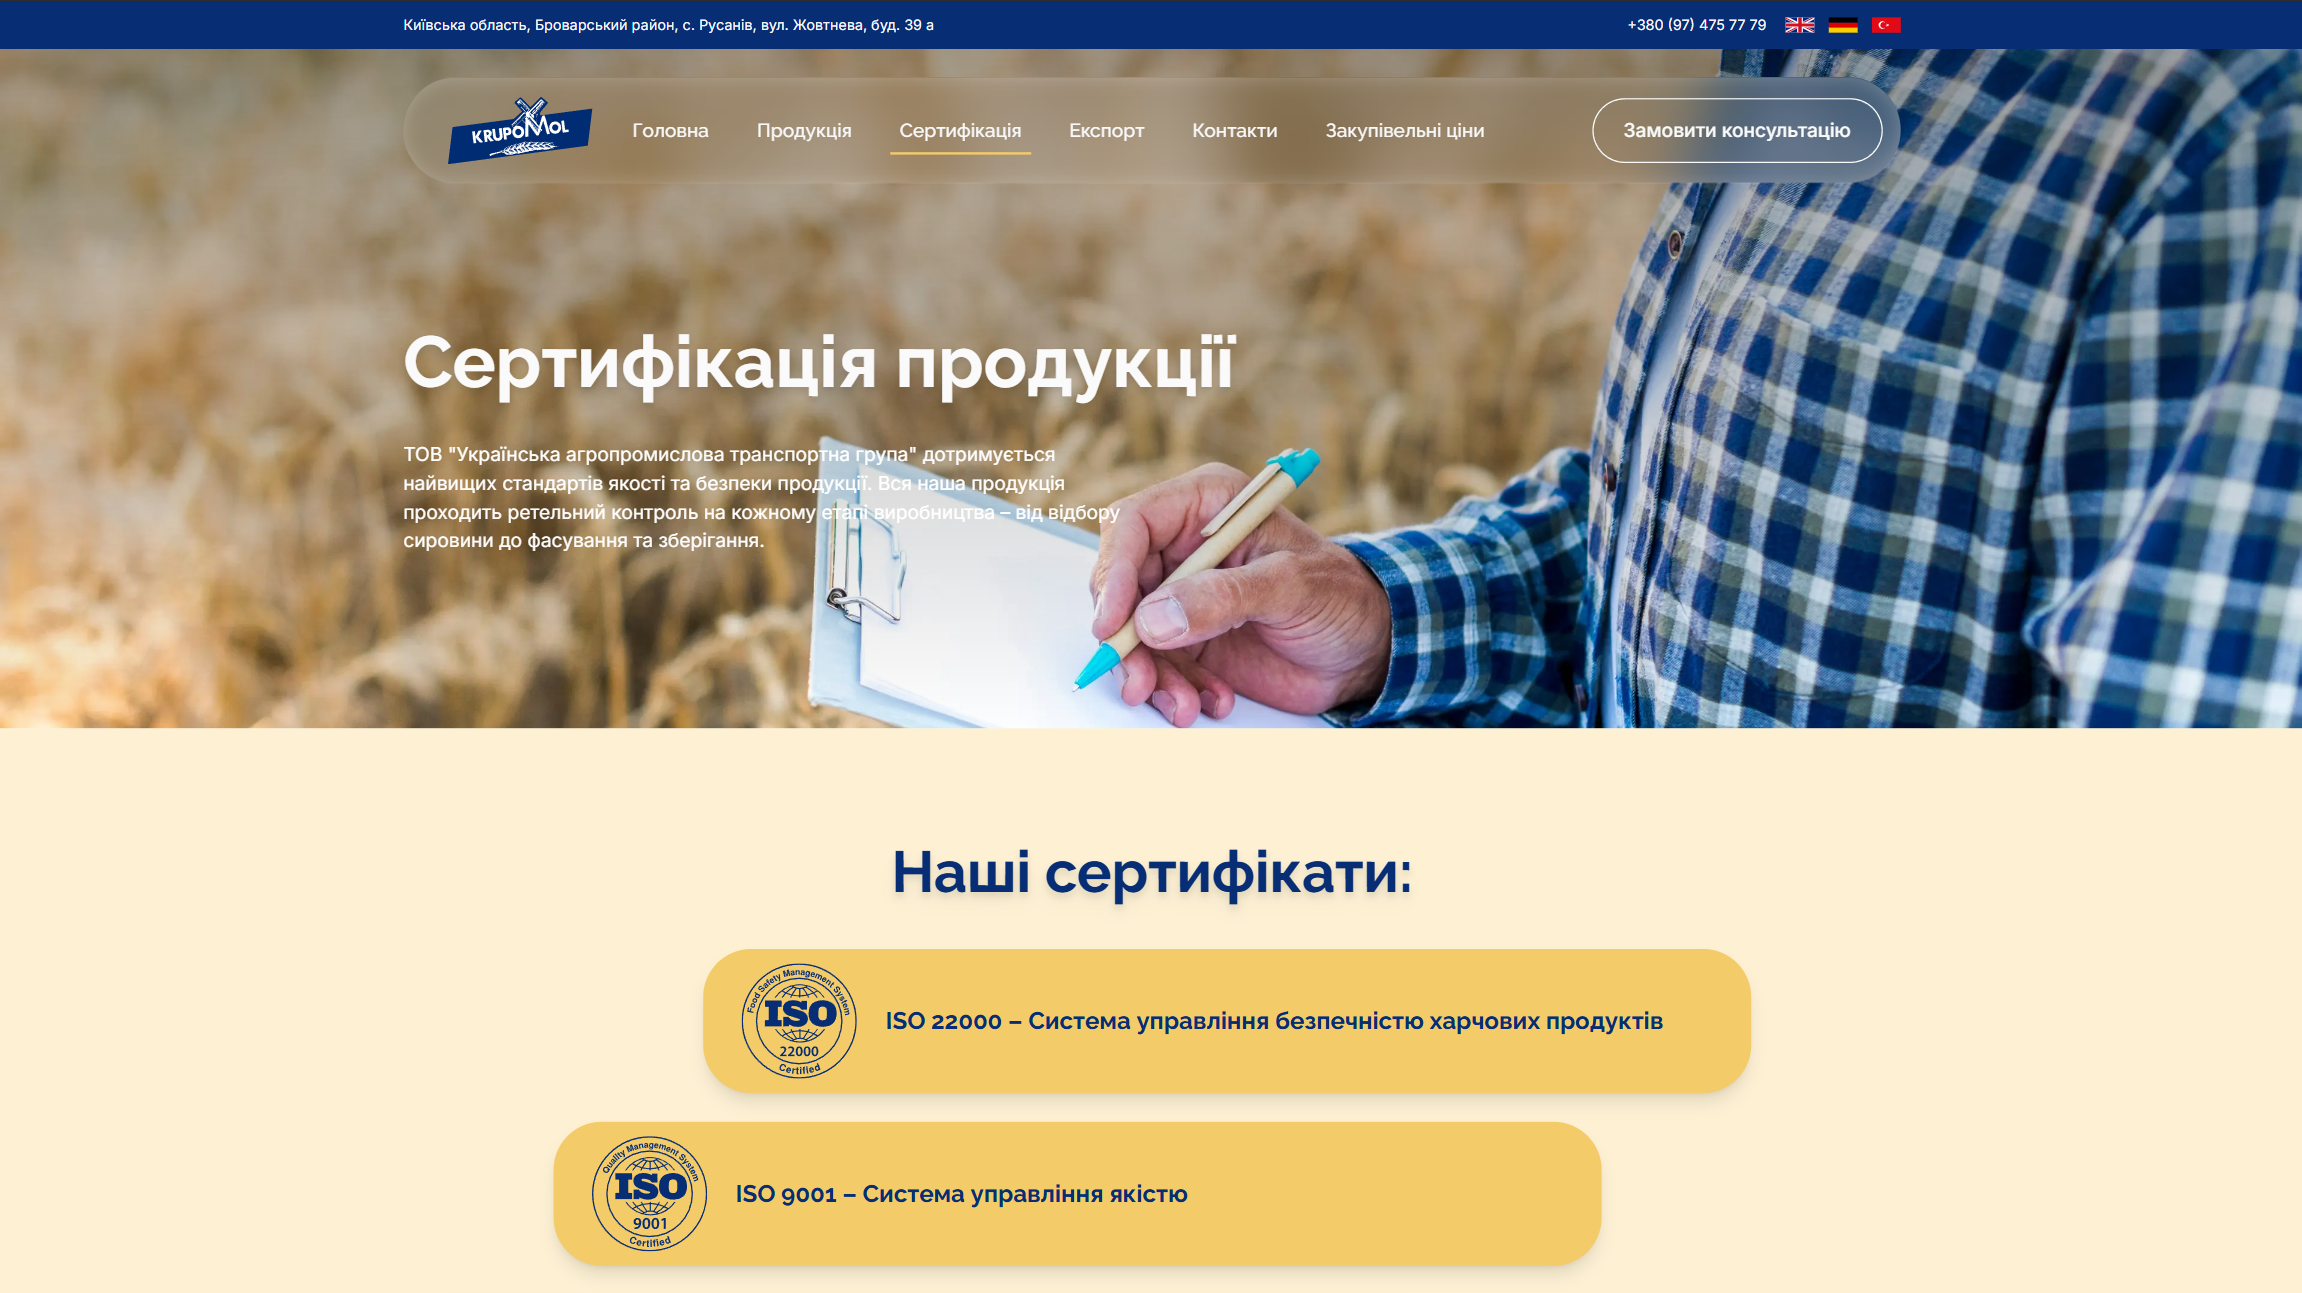 Київська область, Броварський район, с. Русанів, вул. Жовтнева, буд. 39 а
+380 (97) 475 77 79
KRUPOMOL
Головна
Продукція
Сертифікація
Експорт
Контакти
Закупівельні ціни
Замовити консультацію
Сертифікація продукції
ТОВ "Українська агропромислова транспортна група" дотримується
найвищих стандартів якості та безпеки продукції. Вся наша продукція
проходить ретельний контроль на кожному етапі виробництва – від відбору
сировини до фасування та зберігання.
Наші сертифікати:
Food Safety Management System
ISO
22000
Certified
ISO 22000 – Система управління безпечністю харчових продуктів
Quality Management System
ISO
9001
Certified
ISO 9001 – Система управління якістю